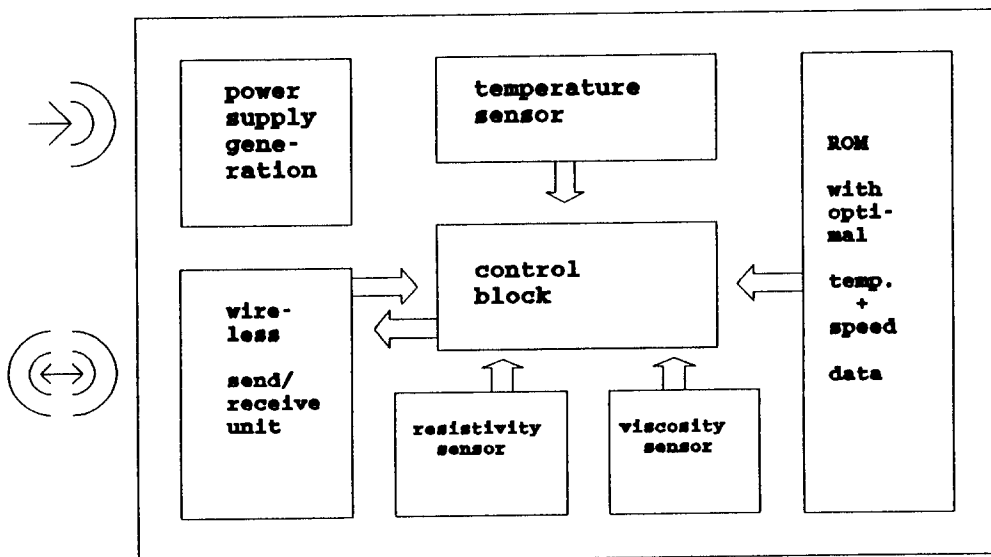 power
supply
gene-
ration
temperature
sensor
ROM
with
opti-
mal
temp.
+
speed
data
control
block
wire-
less
send/
receive
unit
resistivity
sensor
viscosity
sensor